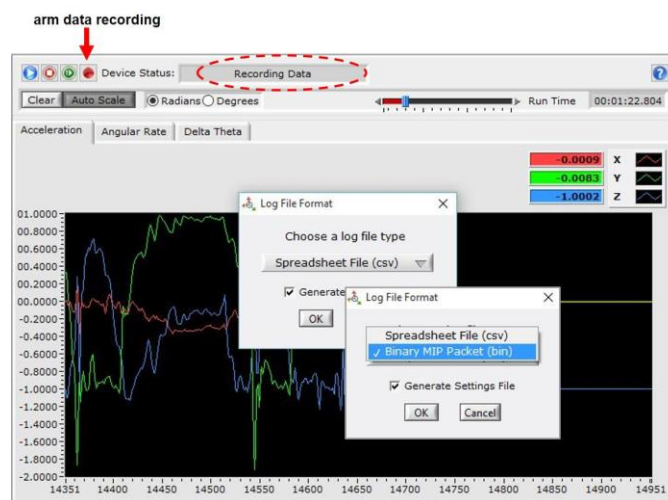 arm data recording
Device Status: Recording Data
?
Clear Auto Scale Radians Degrees Run Time 00:01:22.804
Acceleration Angular Rate Delta Theta
-0.0009 X
-0.0083 Y
-1.0002 Z
Log File Format
Choose a log file type
Spreadsheet File (csv)
Generate
OK
Log File Format
Spreadsheet File (csv)
✓ Binary MIP Packet (bin)
Generate Settings File
OK Cancel
01.0000
00.8000
00.6000
00.4000
00.2000
00.0000
-0.2000
-0.4000
-0.6000
-0.8000
-1.0000
-1.2000
-1.4000
-1.6000
-1.8000
-2.0000
14351 14400 14450 14500 14550 14600 14650 14700 14750 14800 14850 14900 14951